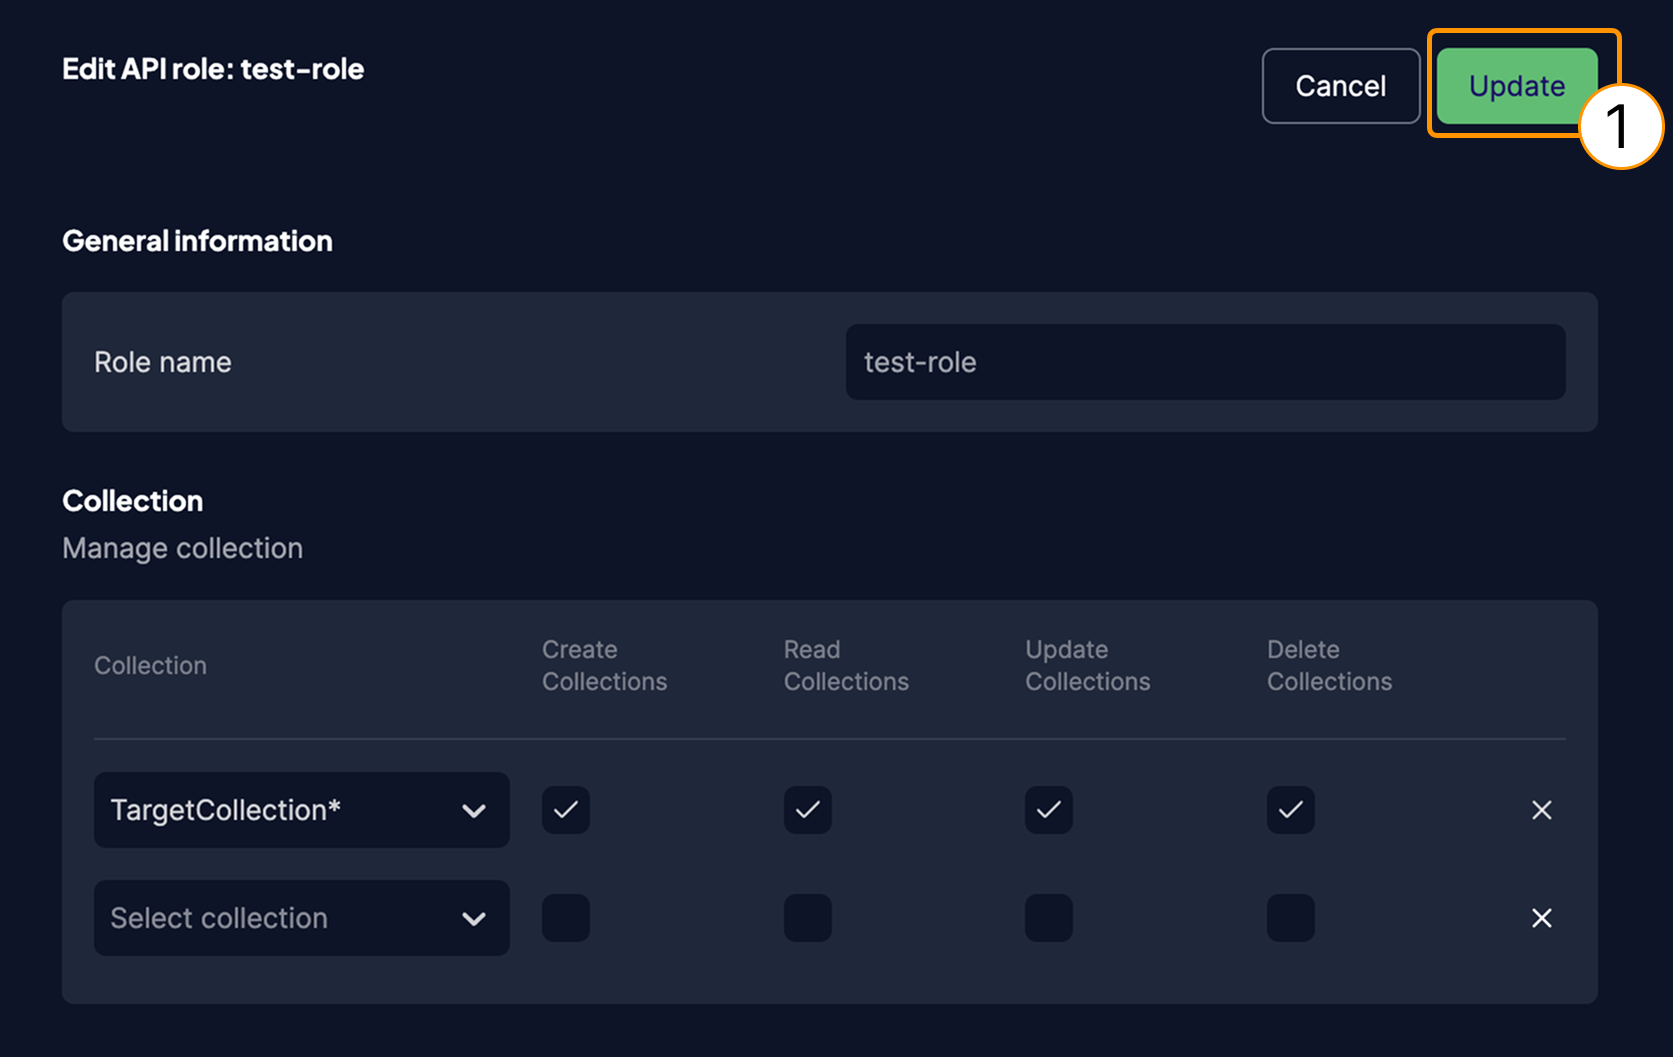 Edit API role: test-role
Cancel
Update
1
General information
Role name
test-role
Collection
Manage collection
Collection
Create
Collections
Read
Collections
Update
Collections
Delete
Collections
TargetCollection*
Select collection